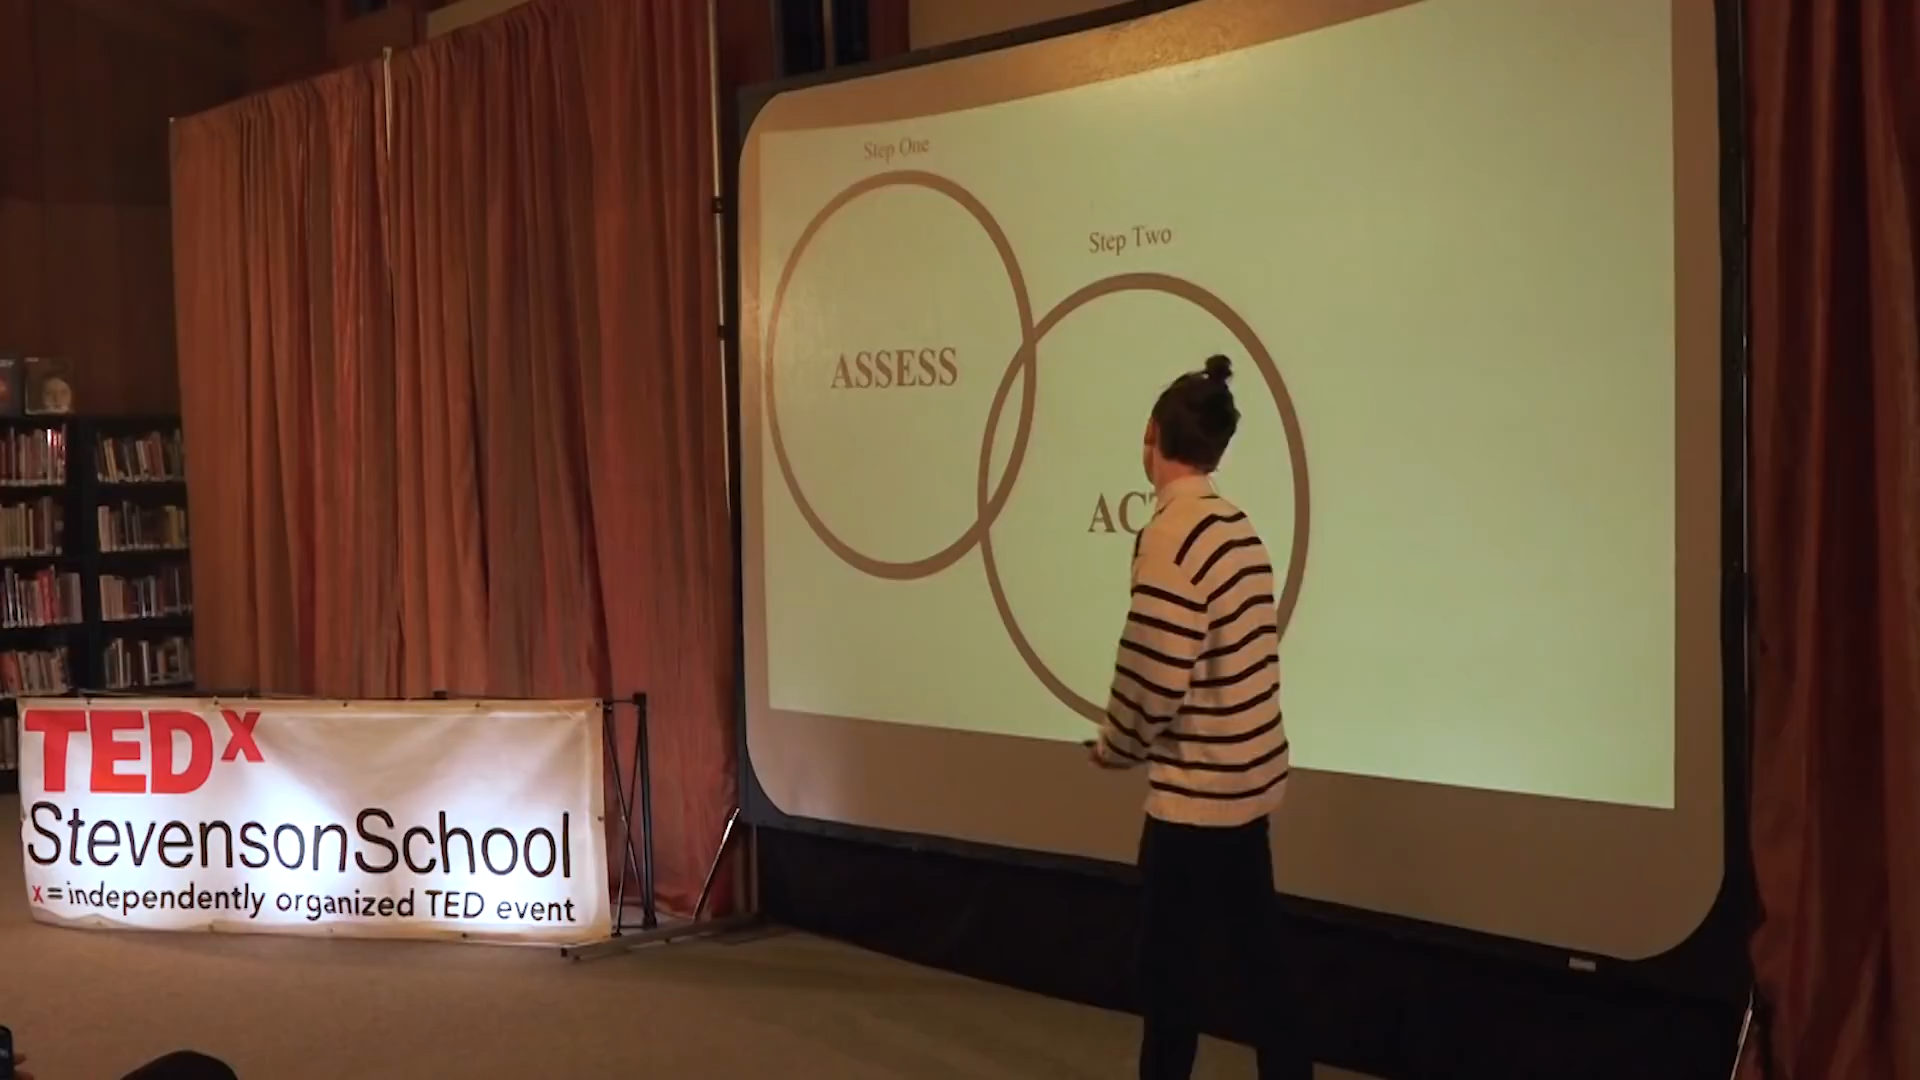 Step One
Step Two
ASSESS
TEDx
StevensonSchool
x=independently organized TED event